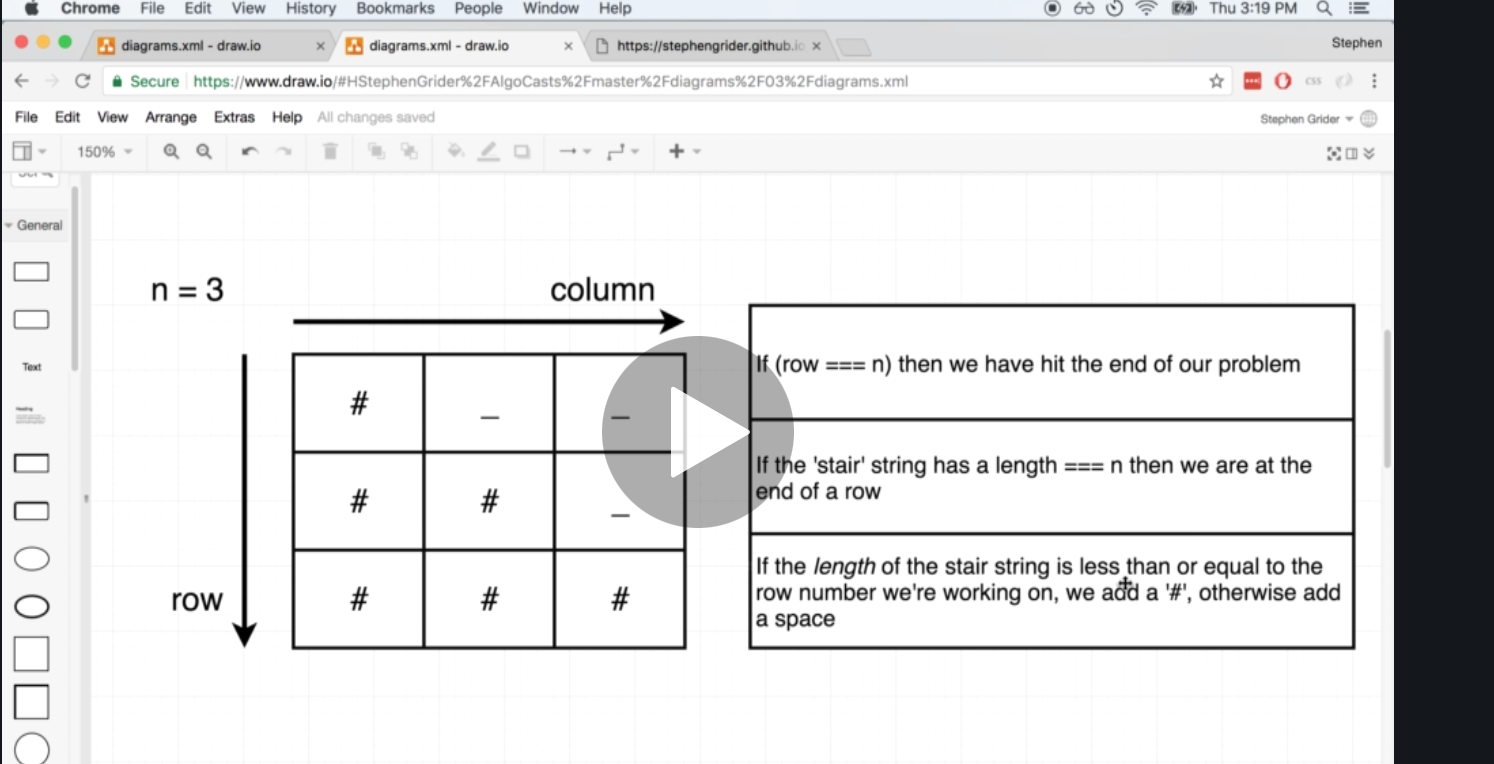 Chrome File Edit View History Bookmarks People Window Help Thu 3:19 PM
diagrams.xml - draw.io × diagrams.xml - draw.io × https://stephengrider.github.io × Stephen
Secure https://www.draw.io/#HStephenGrider%2FAlgoCasts%2Fmaster%2Fdiagrams%2F03%2Fdiagrams.xml css
File Edit View Arrange Extras Help All changes saved Stephen Grider
150%
General
Text
Heading
n = 3
column
# _ _
# # _
# # #
row
If (row === n) then we have hit the end of our problem
If the 'stair' string has a length === n then we are at the
end of a row
If the length of the stair string is less than or equal to the
row number we're working on, we add a '#', otherwise add
a space